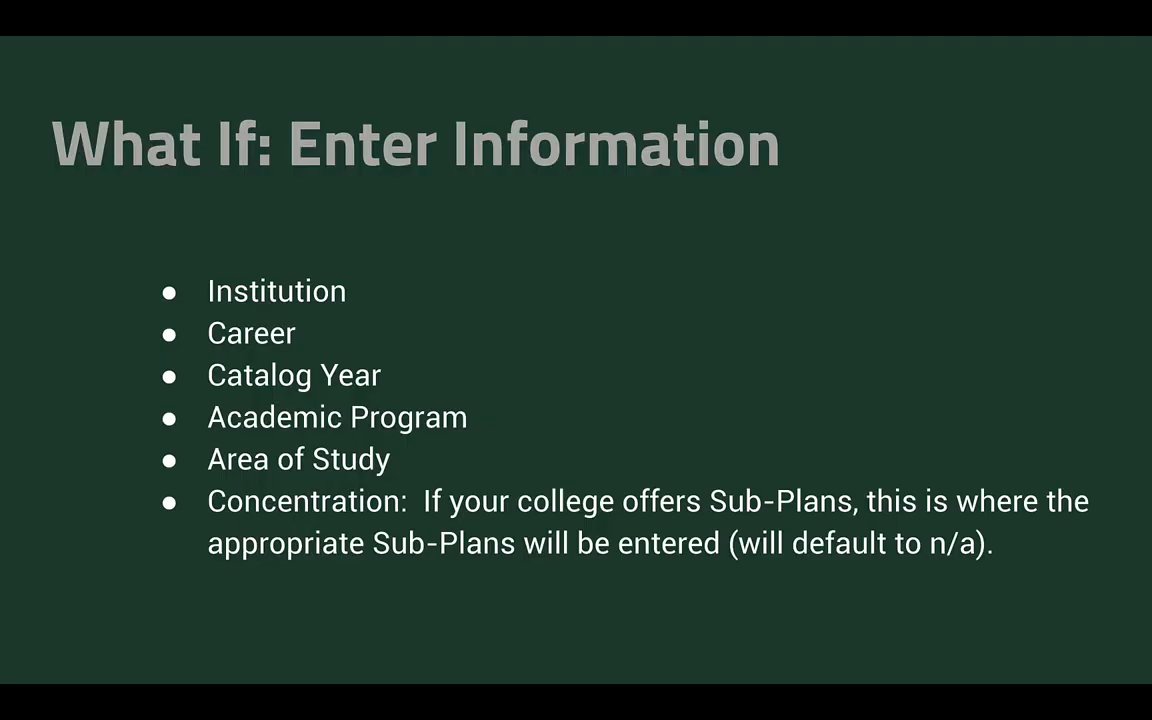 What If: Enter Information
● Institution
● Career
● Catalog Year
● Academic Program
● Area of Study
● Concentration:  If your college offers Sub-Plans, this is where the
appropriate Sub-Plans will be entered (will default to n/a).